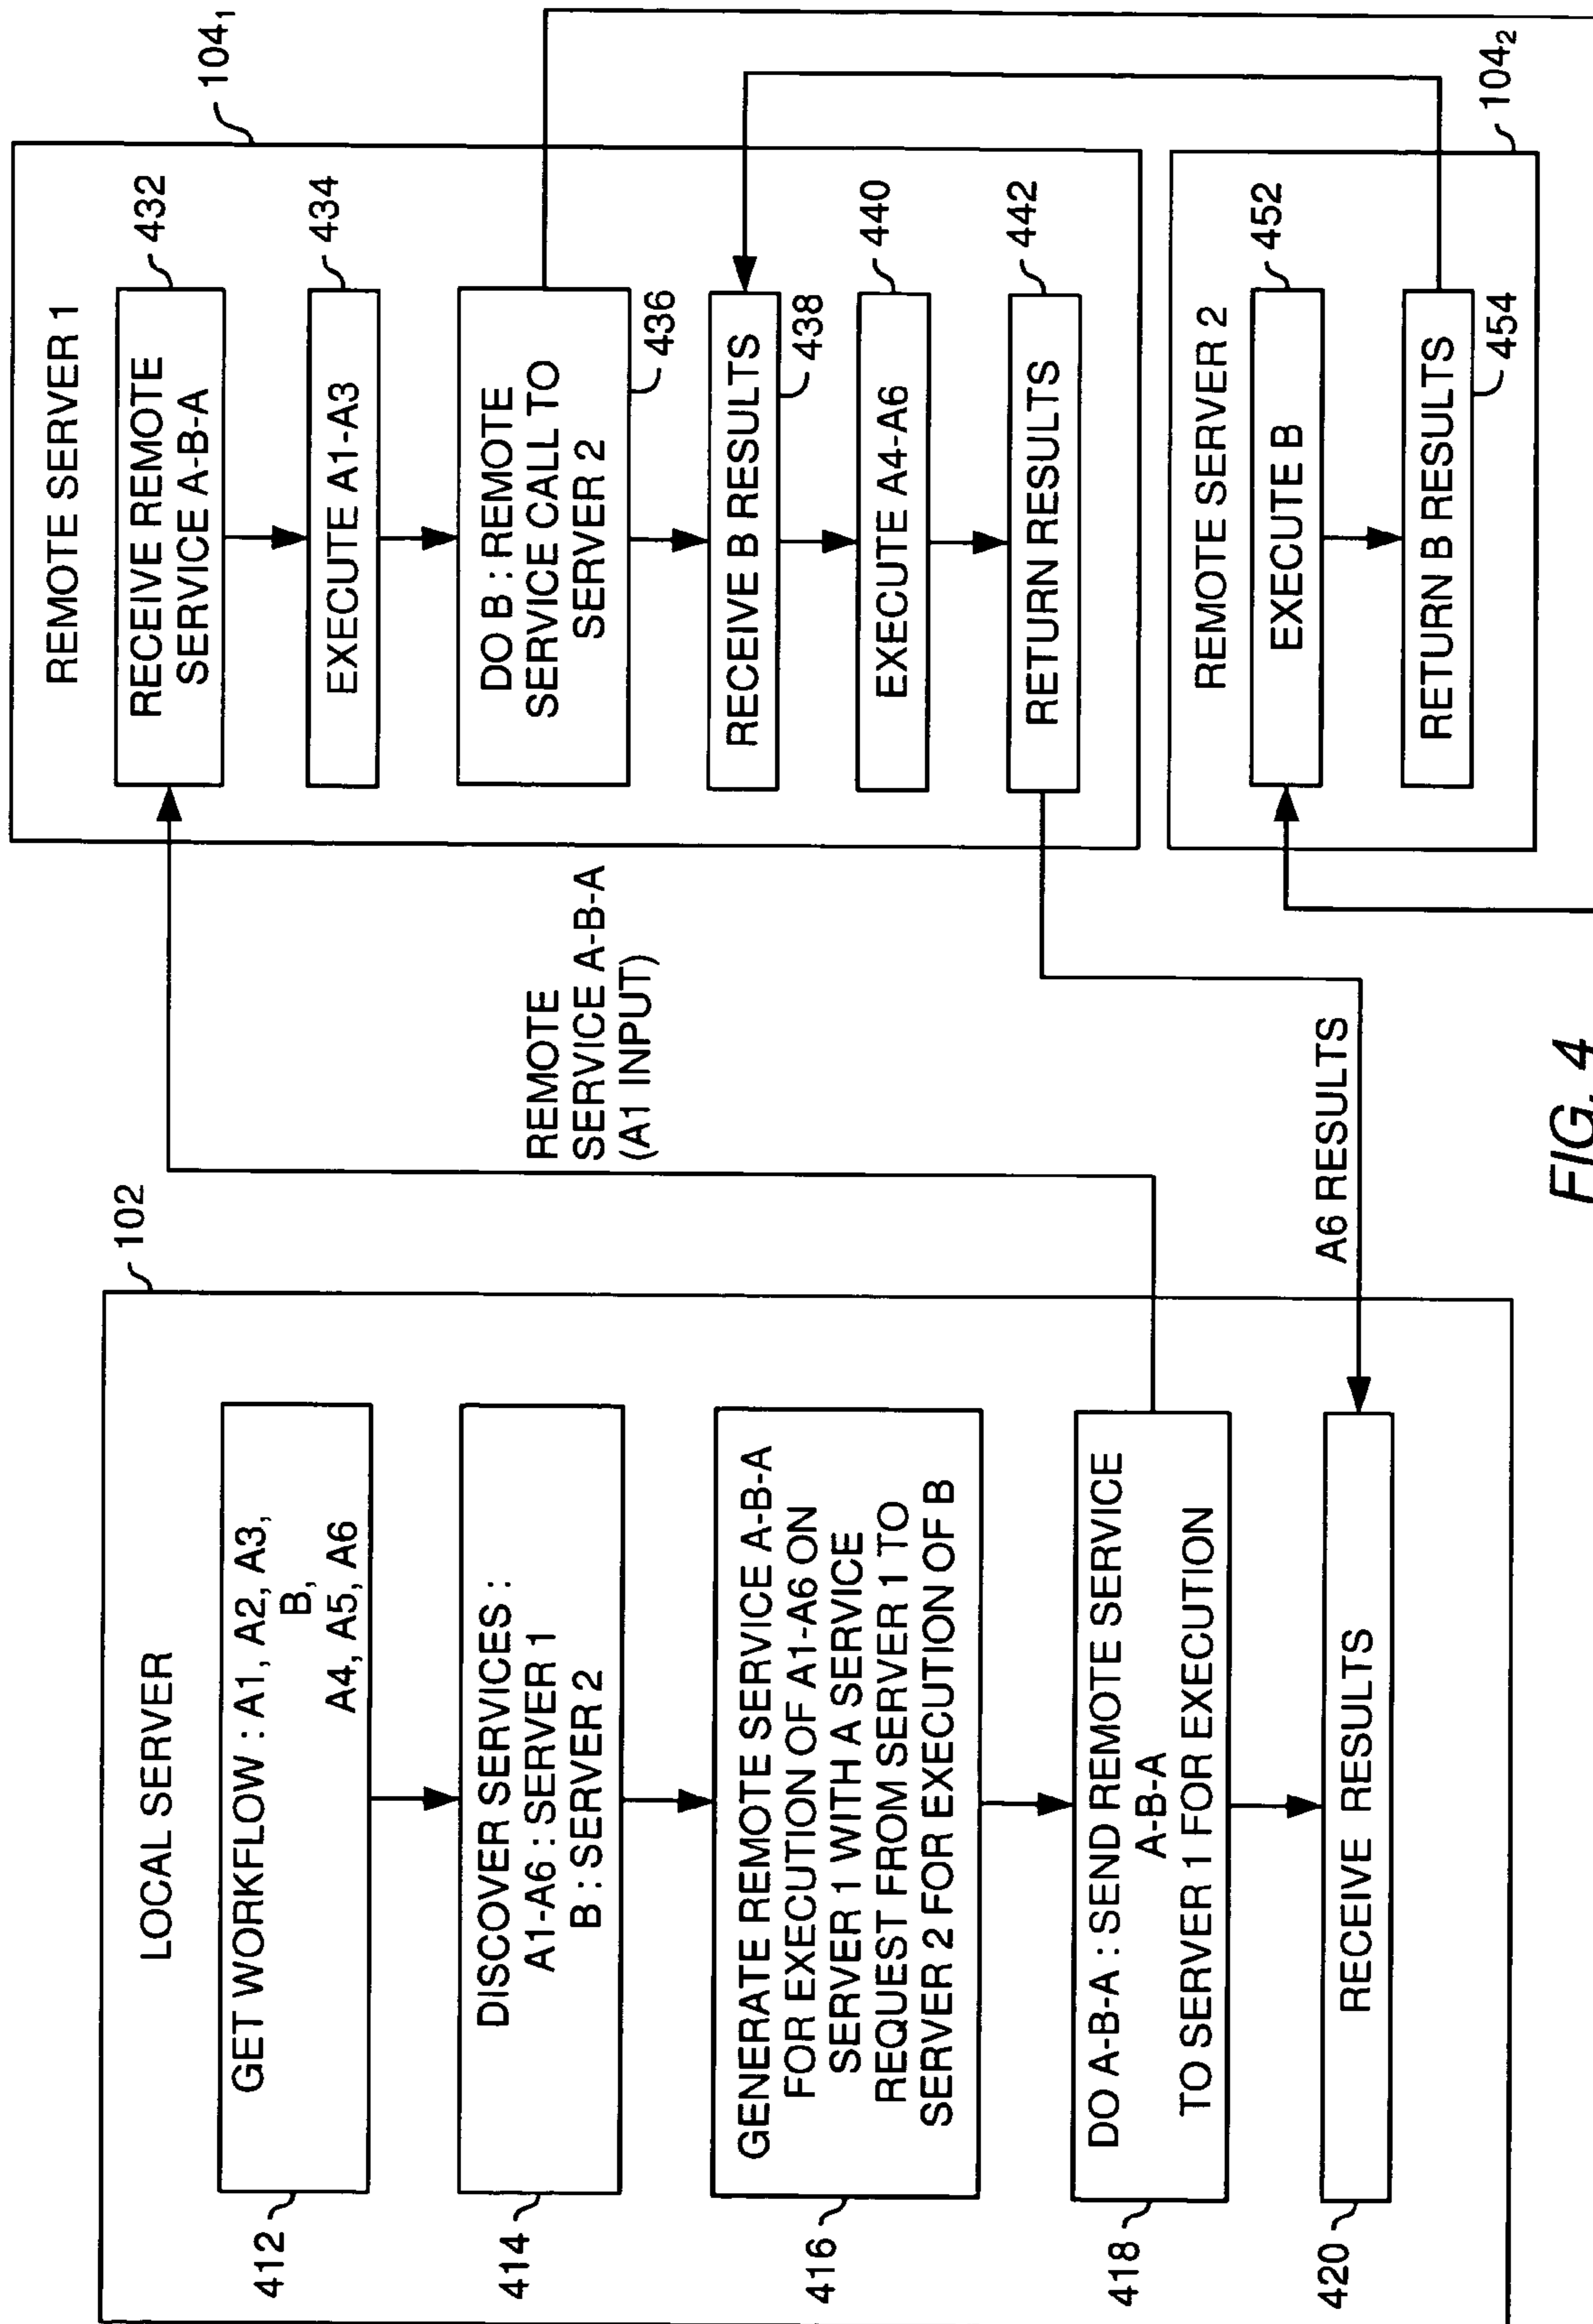 LOCAL SERVER
102
GET WORKFLOW : A1, A2, A3,
B,
A4, A5, A6
412
DISCOVER SERVICES :
A1-A6 : SERVER 1
B : SERVER 2
414
GENERATE REMOTE SERVICE A-B-A
FOR EXECUTION OF A1-A6 ON
SERVER 1 WITH A SERVICE
REQUEST FROM SERVER 1 TO
SERVER 2 FOR EXECUTION OF B
416
DO A-B-A : SEND REMOTE SERVICE
A-B-A
TO SERVER 1 FOR EXECUTION
418
RECEIVE RESULTS
420
REMOTE
SERVICE A-B-A
(A1 INPUT)
A6 RESULTS
REMOTE SERVER 1
104₁
RECEIVE REMOTE
SERVICE A-B-A
432
EXECUTE A1-A3
434
DO B : REMOTE
SERVICE CALL TO
SERVER 2
436
RECEIVE B RESULTS
438
EXECUTE A4-A6
440
RETURN RESULTS
442
REMOTE SERVER 2
104₂
EXECUTE B
452
RETURN B RESULTS
454
FIG. 4